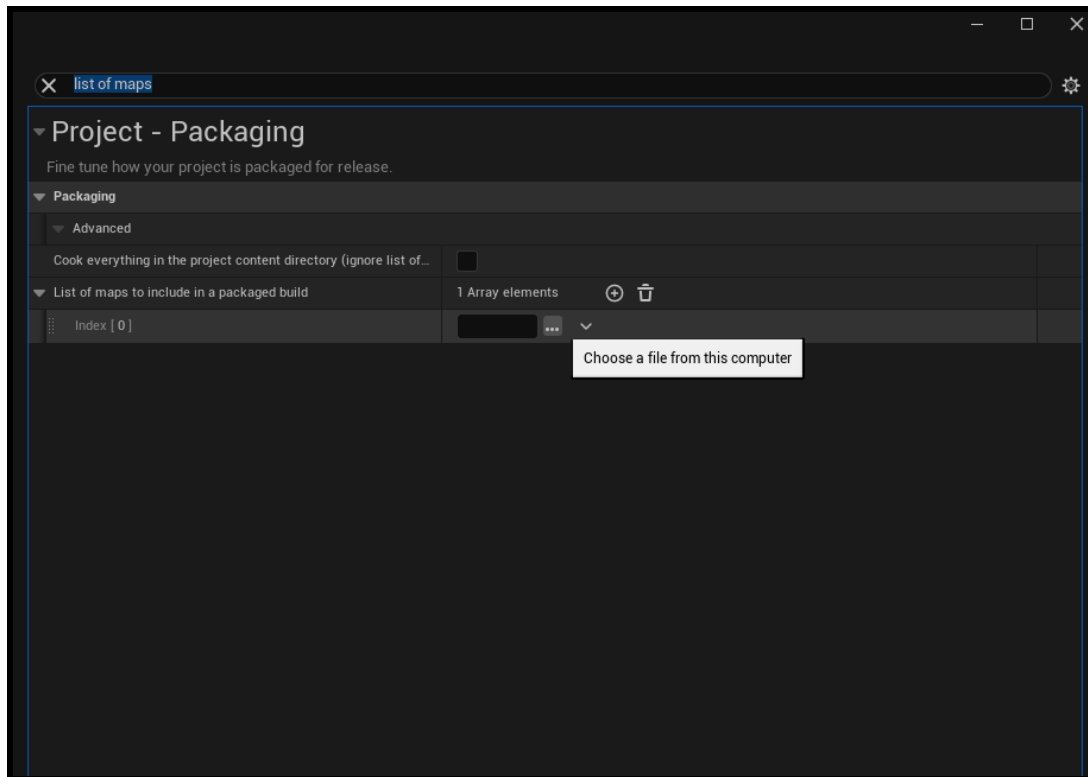 list of maps
Project - Packaging
Fine tune how your project is packaged for release.
Packaging
Advanced
Cook everything in the project content directory (ignore list of...
List of maps to include in a packaged build
1 Array elements
Index [ 0 ]
...
Choose a file from this computer